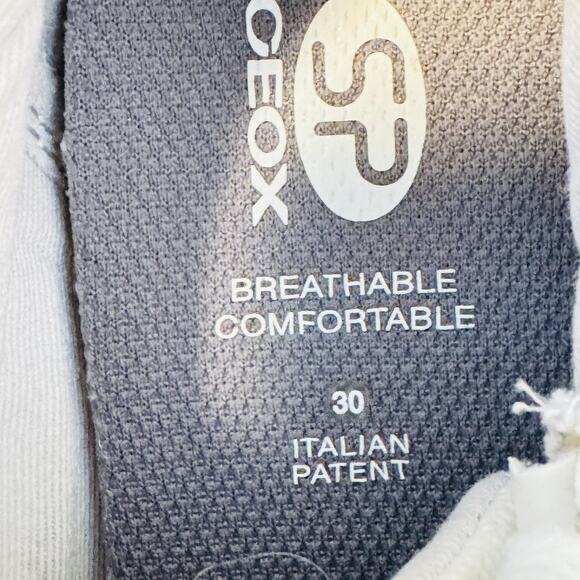 GEOX
SP
BREATHABLE
COMFORTABLE
30
ITALIAN
PATENT